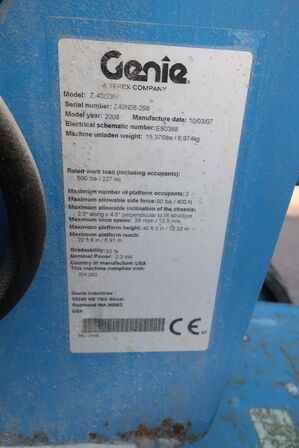 Genie
A TEREX COMPANY
Model: Z-40/23N
Serial number: Z40N08-298
Model year: 2008 Manufacture date: 10/03/07
Electrical schematic number: ES0388
Machine unladen weight: 15,376lbs / 6,974kg
Rated work load (including occupants):
500 lbs / 227 kg
Maximum number of platform occupants: 2
Maximum allowable side force: 90 lbs / 400 N
Maximum allowable inclination of the chassis:
2.5° along x 4.5° perpendicular to lift structure
Maximum wind speed: 28 mph / 12.5 m/s
Maximum platform height: 40 ft 5 in / 12.32 m
Maximum platform reach:
22 ft 8 in / 6.91 m
Gradeability: 30 %
Nominal Power: 2.3 kW
Country of manufacture: USA
This machine complies with:
EN 280
Genie Industries
18340 NE 76th Street
Redmond WA 98052
USA
CE
07